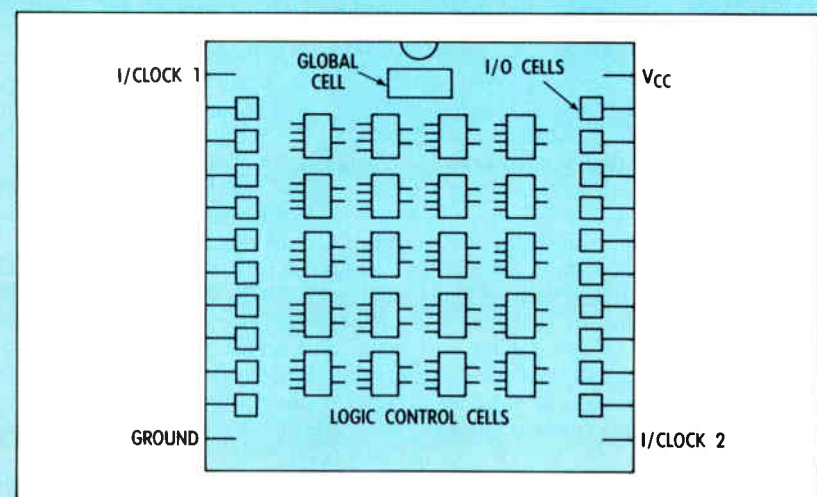 I/CLOCK 1
GLOBAL
CELL
I/O CELLS
VCC
LOGIC CONTROL CELLS
GROUND
I/CLOCK 2